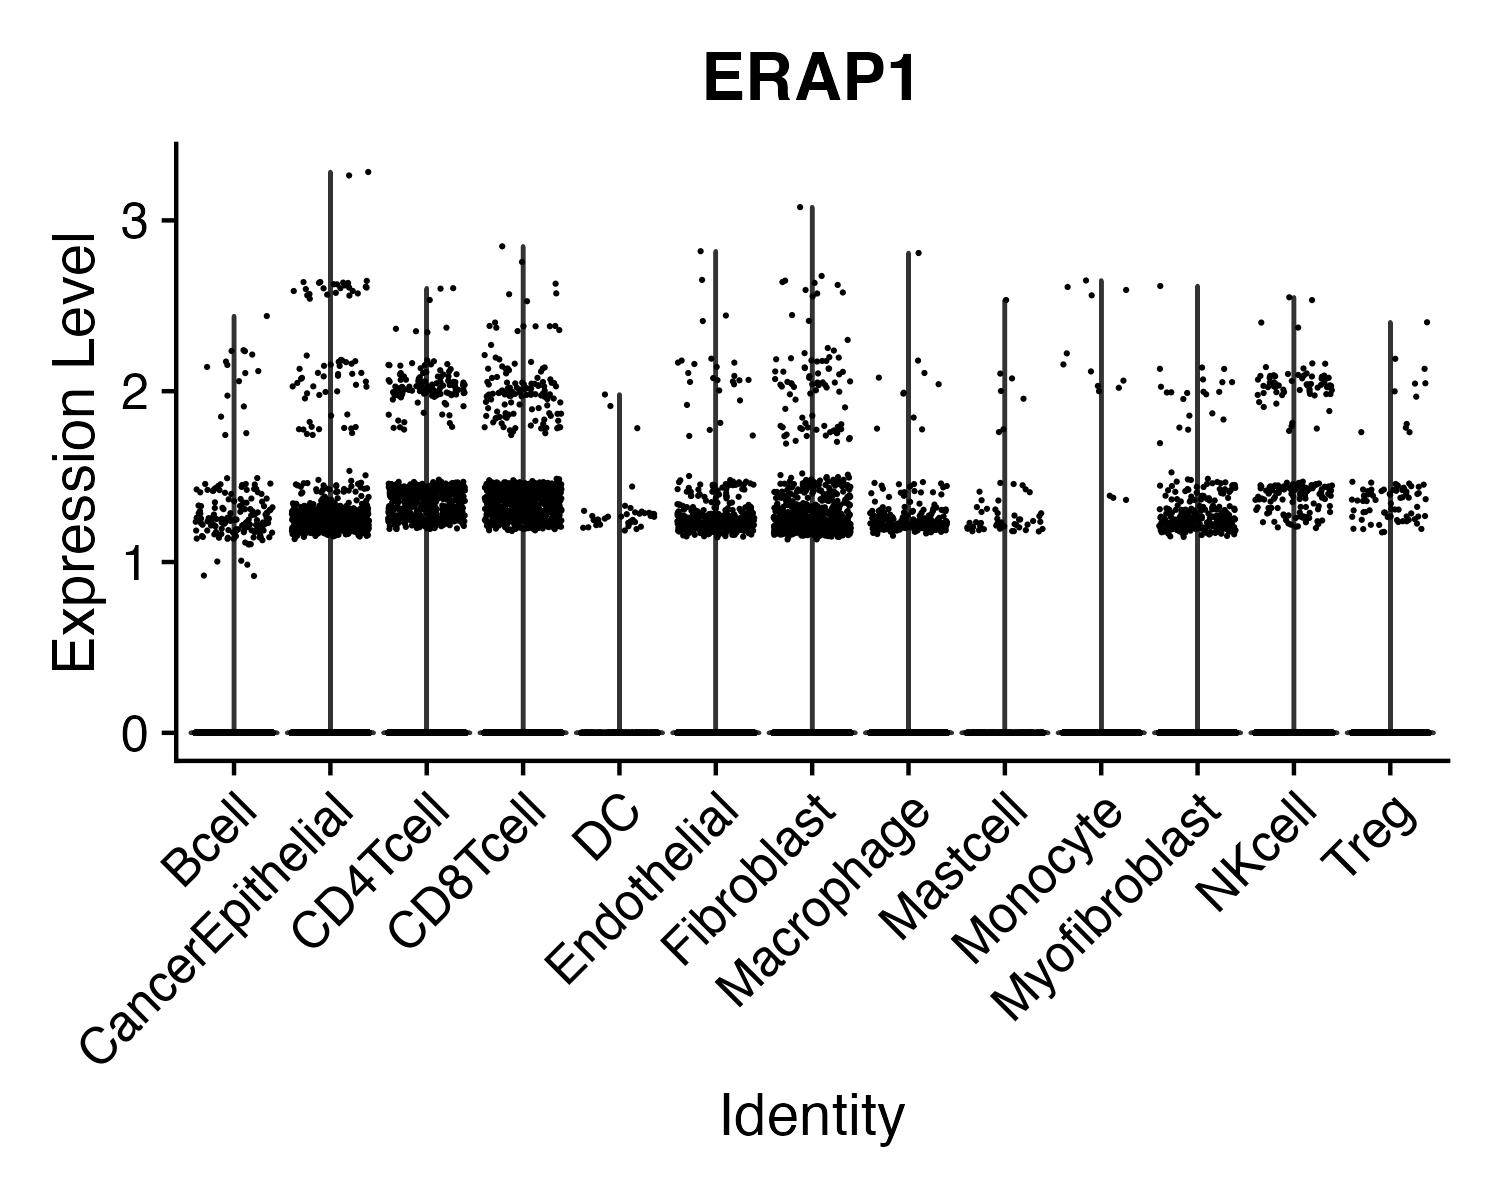 ERAP1
Expression Level
3
2
1
0
Bcell
CancerEpithelial
CD4Tcell
CD8Tcell
DC
Endothelial
Fibroblast
Macrophage
Mastcell
Monocyte
Myofibroblast
NKcell
Treg
Identity